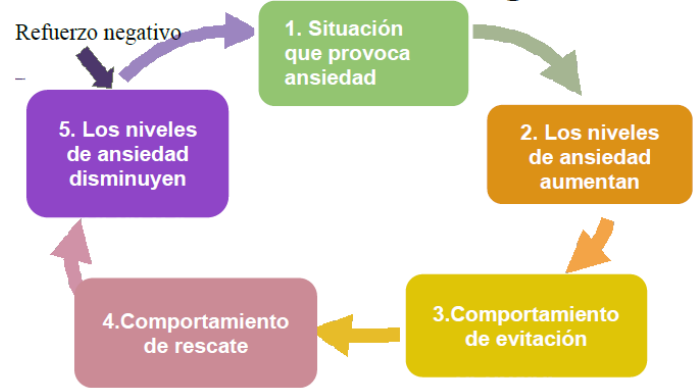 Refuerzo negativo
1. Situación
que provoca
ansiedad
2. Los niveles
de ansiedad
aumentan
3.Comportamiento
de evitación
4.Comportamiento
de rescate
5. Los niveles
de ansiedad
disminuyen